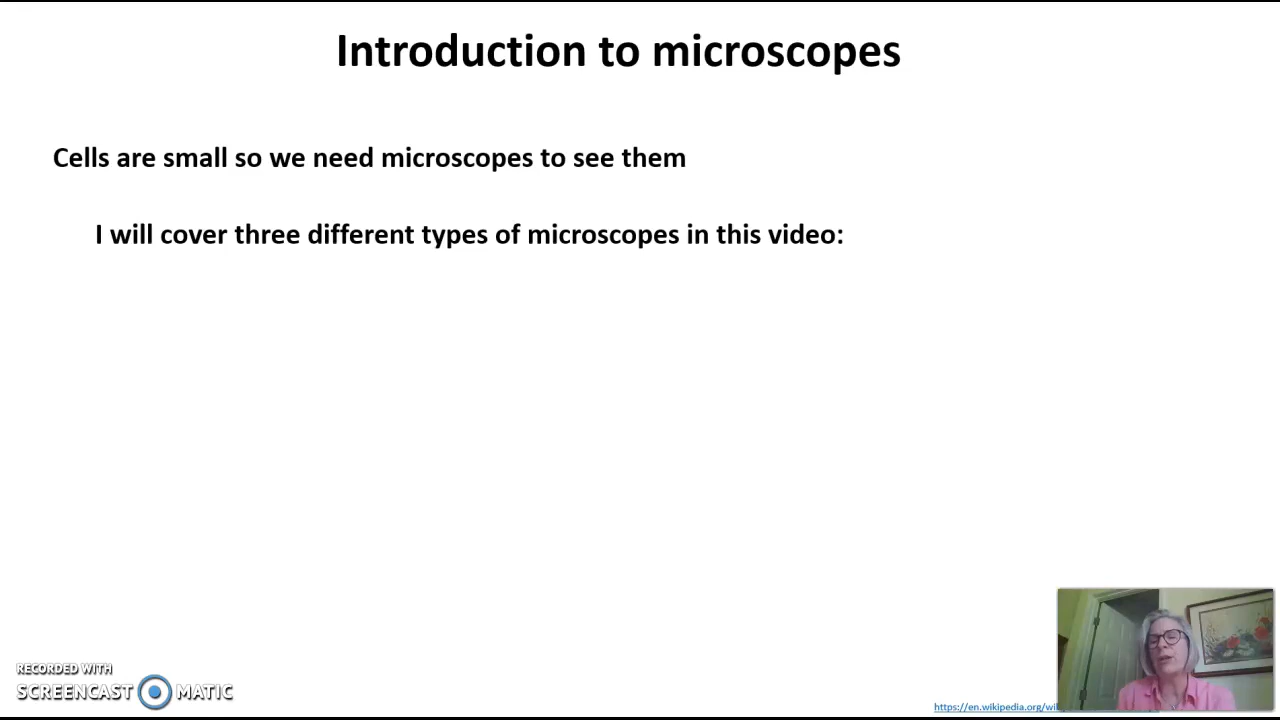 Introduction to microscopes
Cells are small so we need microscopes to see them
I will cover three different types of microscopes in this video:
RECORDED WITH
SCREENCAST MATIC
https://en.wikipedia.org/wi